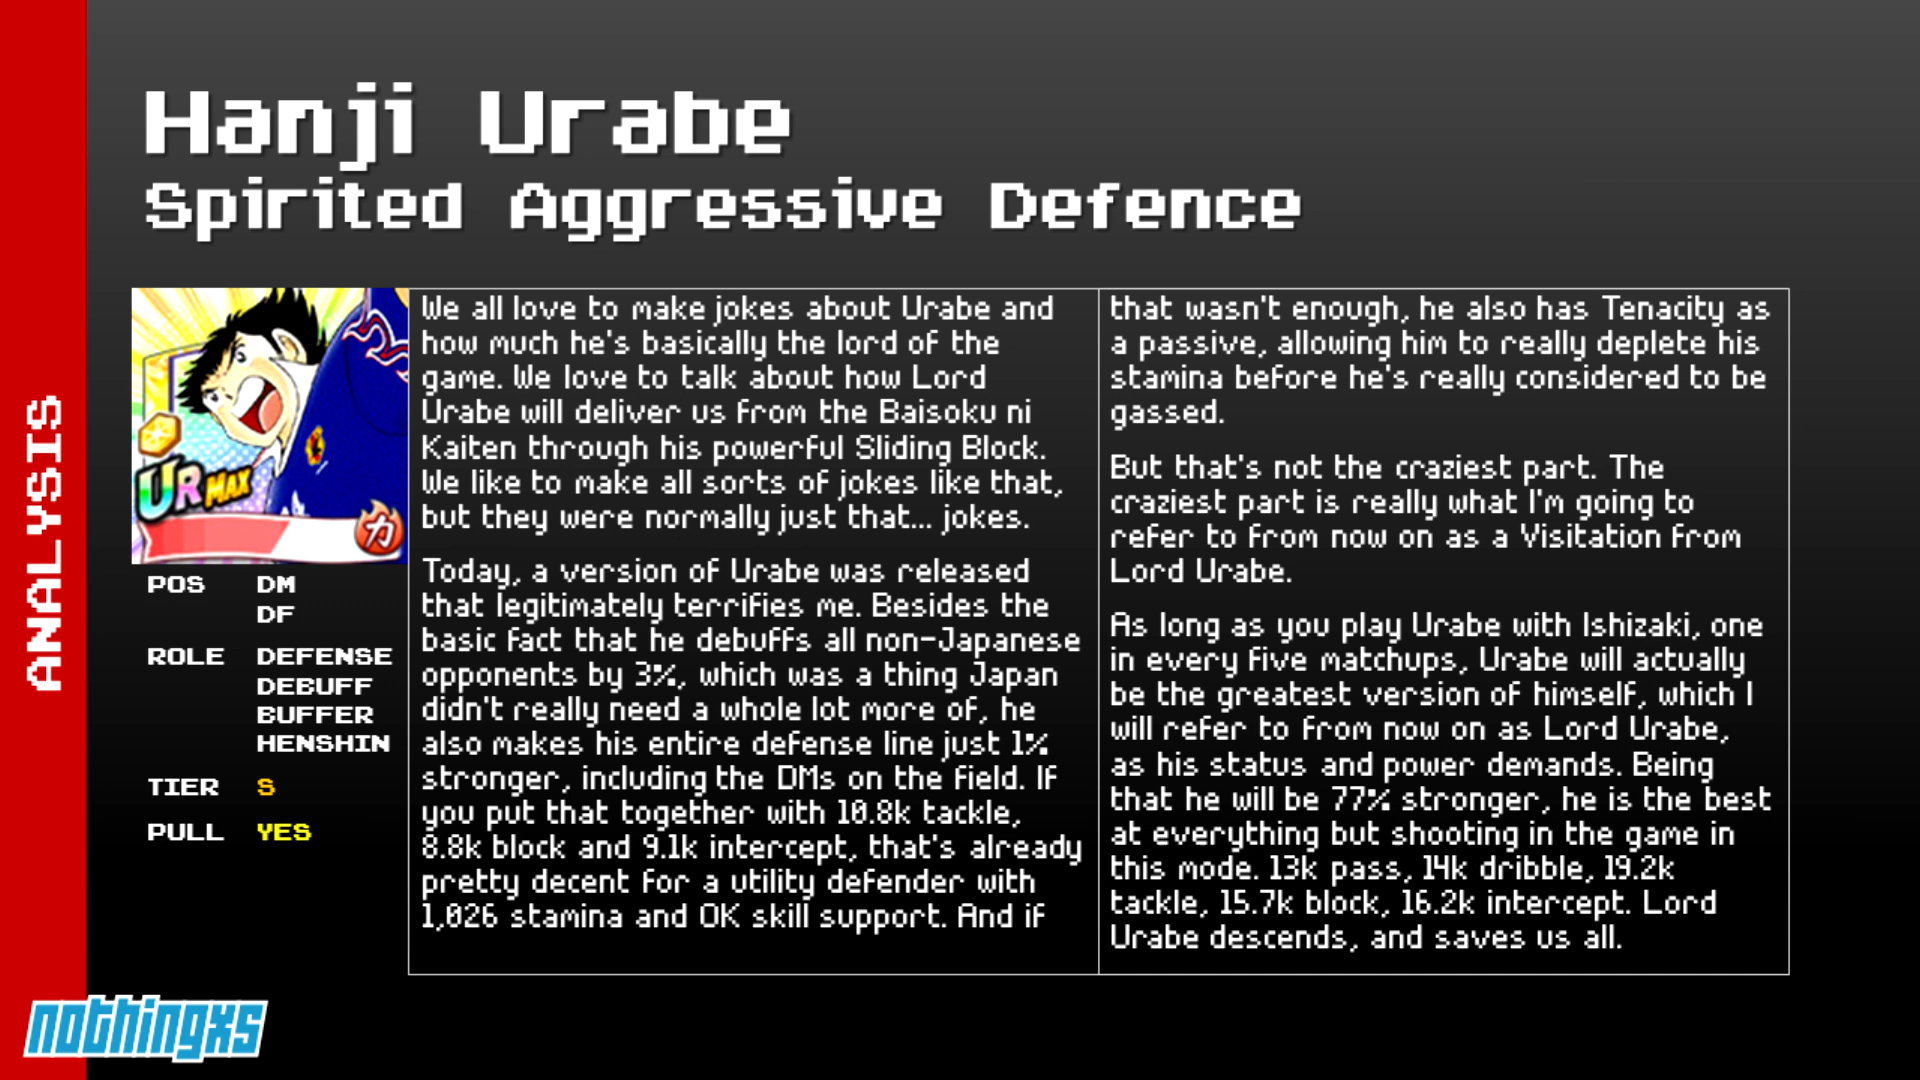 Hanji Urabe
Spirited Aggressive Defence
ANALYSIS
UR MAX
力
POS DM
DF
ROLE DEFENSE
DEBUFF
BUFFER
HENSHIN
TIER S
PULL YES
We all love to make jokes about Urabe and
how much he's basically the lord of the
game. We love to talk about how Lord
Urabe will deliver us from the Baisoku ni
Kaiten through his powerful Sliding Block.
We like to make all sorts of jokes like that,
but they were normally just that... jokes.
Today, a version of Urabe was released
that legitimately terrifies me. Besides the
basic fact that he debuffs all non-Japanese
opponents by 3%, which was a thing Japan
didn't really need a whole lot more of, he
also makes his entire defense line just 1%
stronger, including the DMs on the field. If
you put that together with 10.8k tackle,
8.8k block and 9.1k intercept, that's already
pretty decent for a utility defender with
1,026 stamina and OK skill support. And if
that wasn't enough, he also has Tenacity as
a passive, allowing him to really deplete his
stamina before he's really considered to be
gassed.
But that's not the craziest part. The
craziest part is really what I'm going to
refer to from now on as a Visitation from
Lord Urabe.
As long as you play Urabe with Ishizaki, one
in every five matchups, Urabe will actually
be the greatest version of himself, which I
will refer to from now on as Lord Urabe,
as his status and power demands. Being
that he will be 77% stronger, he is the best
at everything but shooting in the game in
this mode. 13k pass, 14k dribble, 19.2k
tackle, 15.7k block, 16.2k intercept. Lord
Urabe descends, and saves us all.
nothingxs